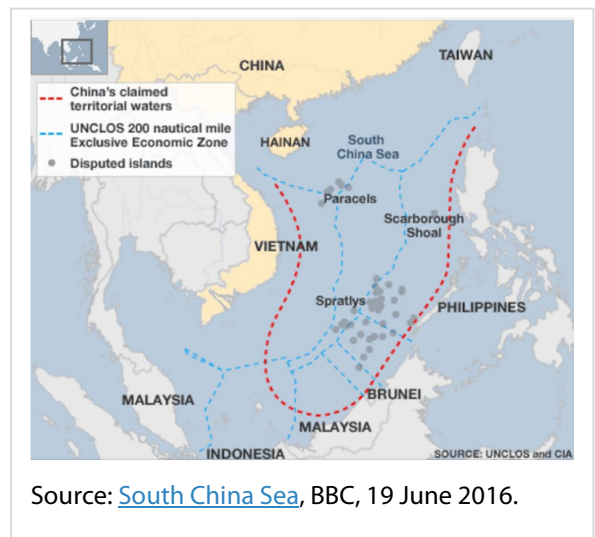 CHINA
TAIWAN
China's claimed
territorial waters
UNCLOS 200 nautical mile
Exclusive Economic Zone
Disputed islands
HAINAN
South
China Sea
Paracels
Scarborough
Shoal
VIETNAM
Spratlys
PHILIPPINES
MALAYSIA
BRUNEI
MALAYSIA
INDONESIA
SOURCE: UNCLOS and CIA
Source: South China Sea, BBC, 19 June 2016.